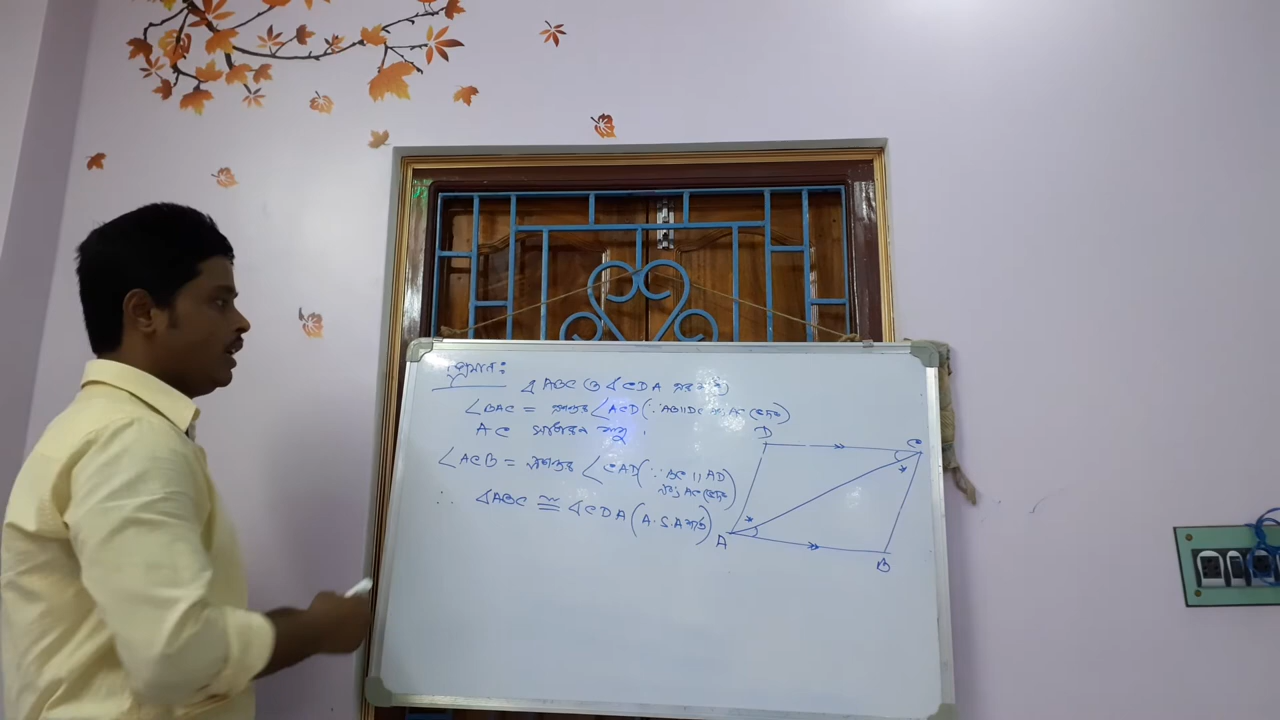 প্রমাণ:
△ABC ও △CDA এর মধ্যে
∠BAC = একান্তর ∠ACD (∵ AB||DC এবং AC ছেদক)
AC সাধারণ বাহু ।
∠ACB = একান্তর ∠CAD (∵ BC || AD
এবং AC ছেদক)
∴ △ABC ≅ △CDA (A.S.A শর্তে)
D
C
A
B